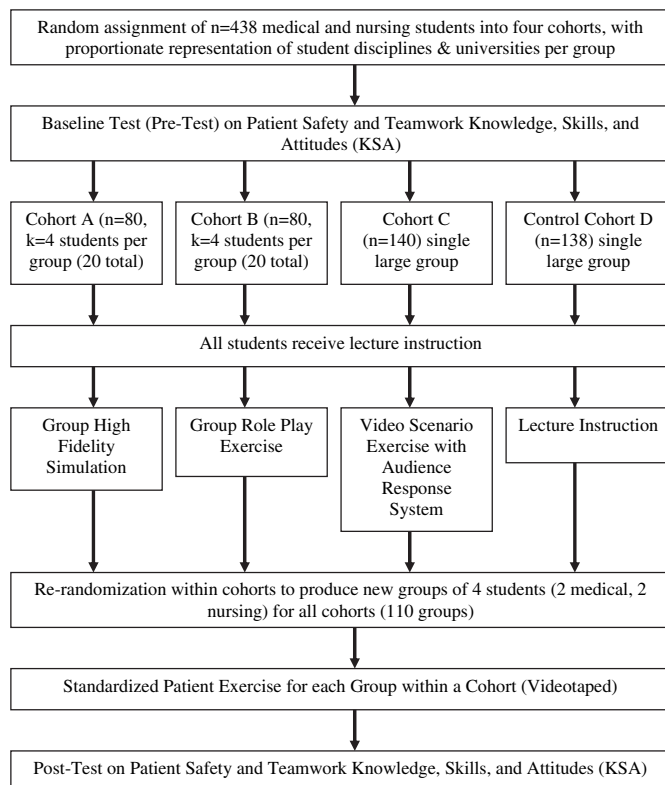 Random assignment of n=438 medical and nursing students into four cohorts, with
proportionate representation of student disciplines & universities per group
Baseline Test (Pre-Test) on Patient Safety and Teamwork Knowledge, Skills, and
Attitudes (KSA)
Cohort A (n=80,
k=4 students per
group (20 total)
Cohort B (n=80,
k=4 students per
group (20 total)
Cohort C
(n=140) single
large group
Control Cohort D
(n=138) single
large group
All students receive lecture instruction
Group High
Fidelity
Simulation
Group Role Play
Exercise
Video Scenario
Exercise with
Audience
Response
System
Lecture Instruction
Re-randomization within cohorts to produce new groups of 4 students (2 medical, 2
nursing) for all cohorts (110 groups)
Standardized Patient Exercise for each Group within a Cohort (Videotaped)
Post-Test on Patient Safety and Teamwork Knowledge, Skills, and Attitudes (KSA)